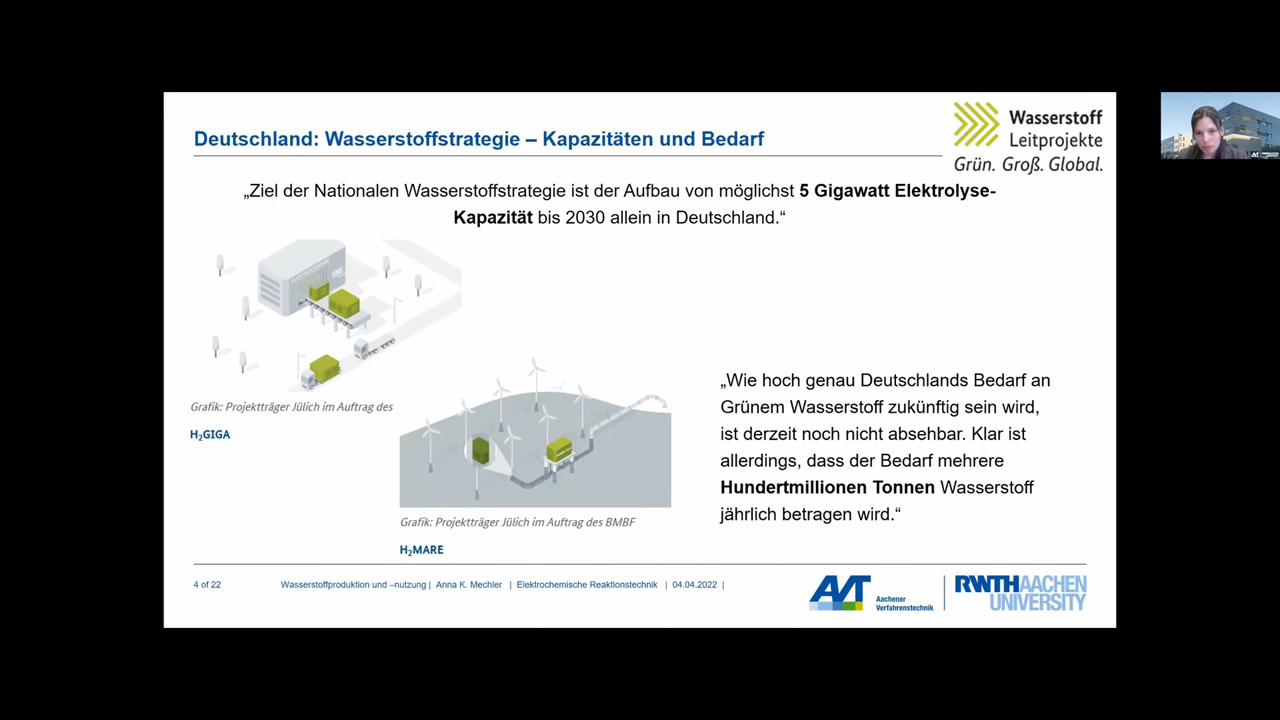 Deutschland: Wasserstoffstrategie – Kapazitäten und Bedarf
Wasserstoff
Leitprojekte
Grün. Groß. Global.
„Ziel der Nationalen Wasserstoffstrategie ist der Aufbau von möglichst 5 Gigawatt Elektrolyse-
Kapazität bis 2030 allein in Deutschland.“
Grafik: Projektträger Jülich im Auftrag des
H₂GIGA
„Wie hoch genau Deutschlands Bedarf an
Grünem Wasserstoff zukünftig sein wird,
ist derzeit noch nicht absehbar. Klar ist
allerdings, dass der Bedarf mehrere
Hundertmillionen Tonnen Wasserstoff
jährlich betragen wird.“
Grafik: Projektträger Jülich im Auftrag des BMBF
H₂MARE
4 of 22
Wasserstoffproduktion und –nutzung | Anna K. Mechler | Elektrochemische Reaktionstechnik | 04.04.2022 |
AVT
Aachener
Verfahrenstechnik
RWTHAACHEN
UNIVERSITY